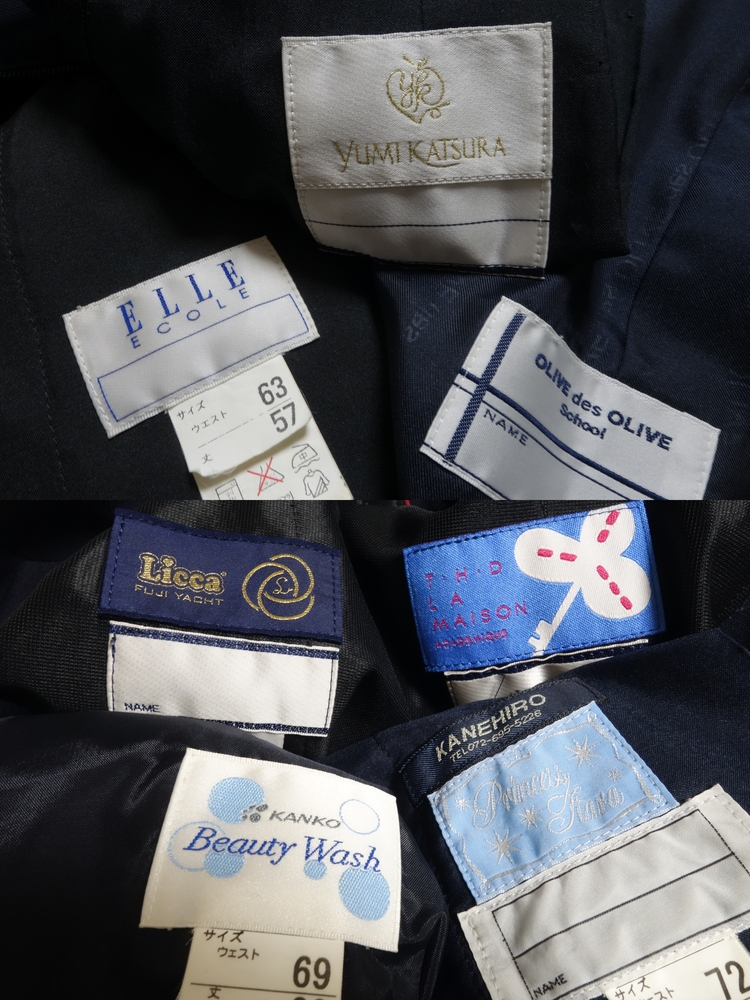 YUMI KATSURA
ELLE
ECOLE
サイズ 63
ウエスト 57
丈
中
OLIVE des OLIVE
School
NAME
Licca
FUJI YACHT
NAME
T・H・D
LA
MAISON
KANEHIRO
TEL072-695-5226
Princess
NAME
サイズ 72
KANKO
Beauty Wash
サイズ
ウエスト 69
丈